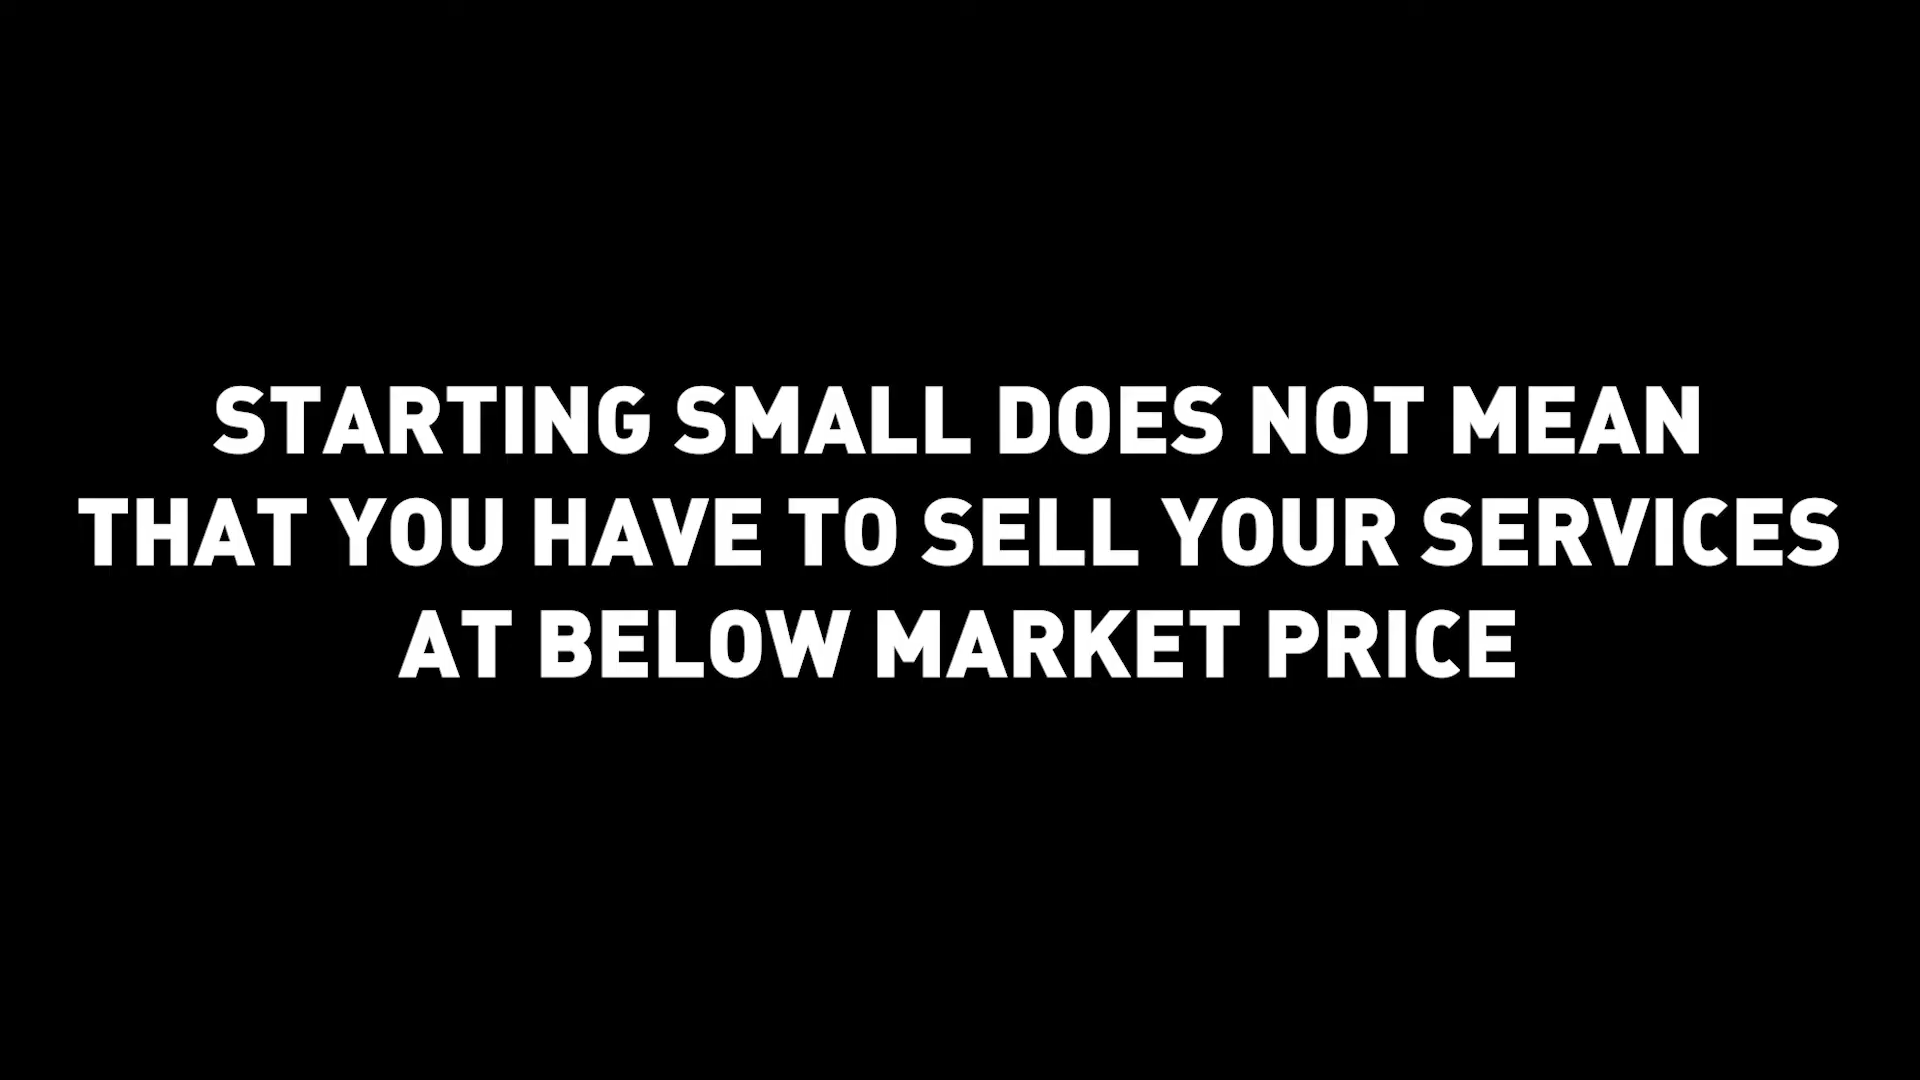 STARTING SMALL DOES NOT MEAN
THAT YOU HAVE TO SELL YOUR SERVICES
AT BELOW MARKET PRICE